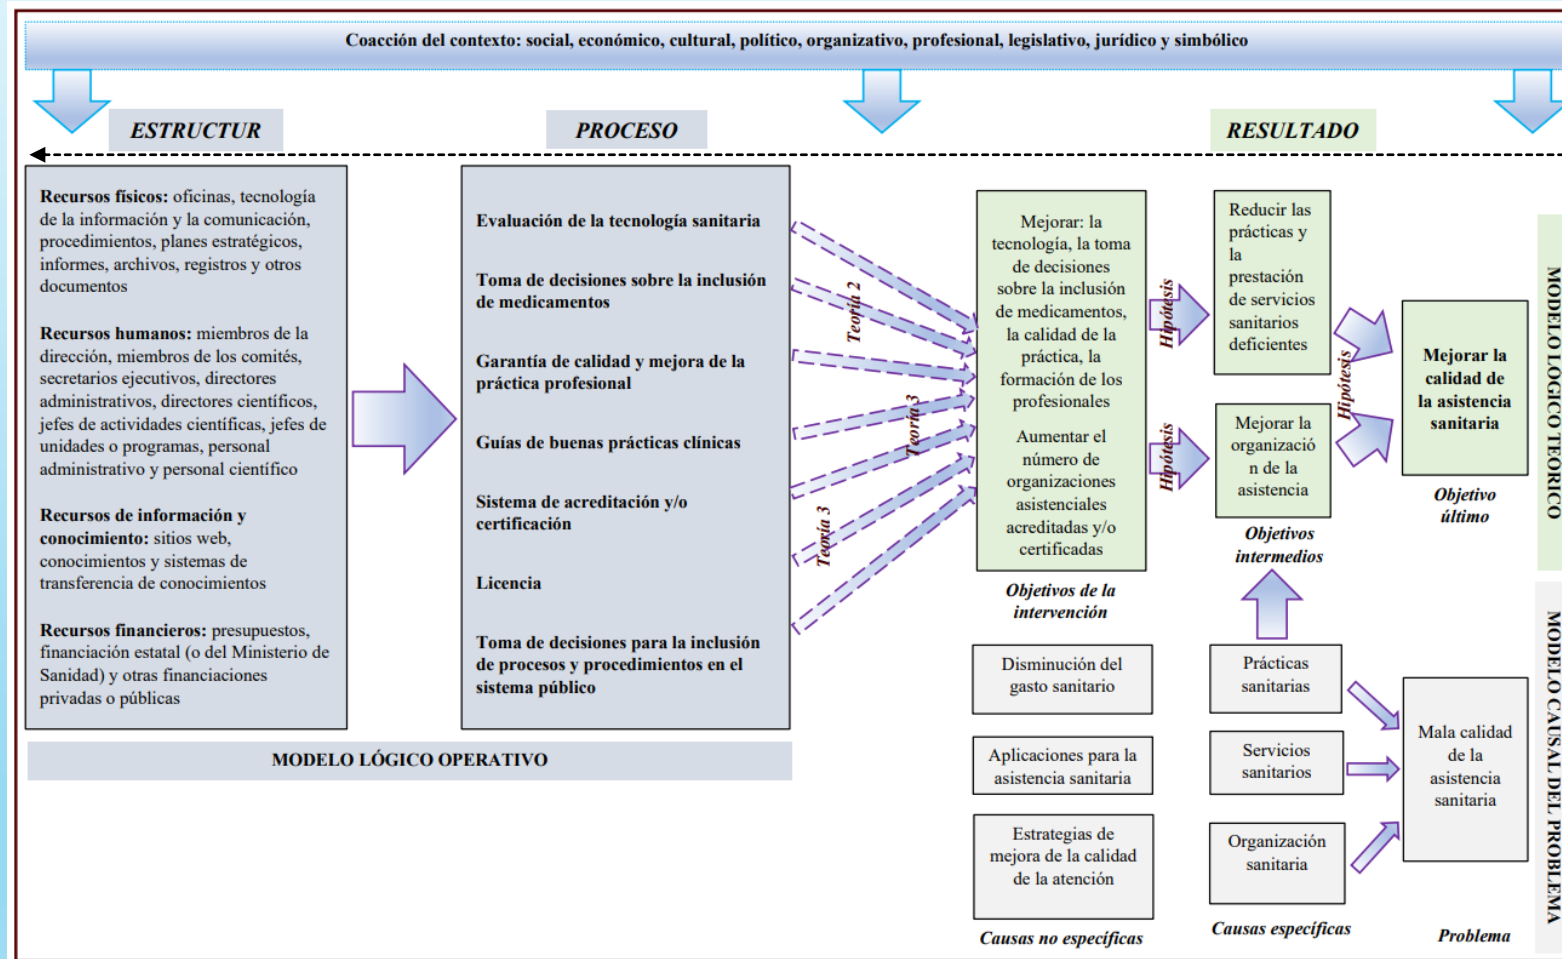 Coacción del contexto: social, económico, cultural, político, organizativo, profesional, legislativo, jurídico y simbólico
ESTRUCTUR
PROCESO
RESULTADO
Recursos físicos: oficinas, tecnología
de la información y la comunicación,
procedimientos, planes estratégicos,
informes, archivos, registros y otros
documentos
Recursos humanos: miembros de la
dirección, miembros de los comités,
secretarios ejecutivos, directores
administrativos, directores científicos,
jefes de actividades científicas, jefes de
unidades o programas, personal
administrativo y personal científico
Recursos de información y
conocimiento: sitios web,
conocimientos y sistemas de
transferencia de conocimientos
Recursos financieros: presupuestos,
financiación estatal (o del Ministerio de
Sanidad) y otras financiaciones
privadas o públicas
Evaluación de la tecnología sanitaria
Toma de decisiones sobre la inclusión
de medicamentos
Garantía de calidad y mejora de la
práctica profesional
Guías de buenas prácticas clínicas
Sistema de acreditación y/o
certificación
Licencia
Toma de decisiones para la inclusión
de procesos y procedimientos en el
sistema público
MODELO LÓGICO OPERATIVO
Teoría 2
Teoría 3
Teoría 3
Mejorar: la
tecnología, la toma
de decisiones
sobre la inclusión
de medicamentos,
la calidad de la
práctica, la
formación de los
profesionales
Aumentar el
número de
organizaciones
asistenciales
acreditadas y/o
certificadas
Objetivos de la
intervención
Hipótesis
Hipótesis
Reducir las
prácticas y
la
prestación
de servicios
sanitarios
deficientes
Mejorar la
organizació
n de la
asistencia
Objetivos
intermedios
Hipótesis
Mejorar la
calidad de
la asistencia
sanitaria
Objetivo
último
MODELO LÓGICO TEÓRICO
Disminución del
gasto sanitario
Aplicaciones para la
asistencia sanitaria
Estrategias de
mejora de la calidad
de la atención
Causas no específicas
Prácticas
sanitarias
Servicios
sanitarios
Organización
sanitaria
Causas específicas
Mala calidad
de la
asistencia
sanitaria
Problema
MODELO CAUSAL DEL PROBLEMA